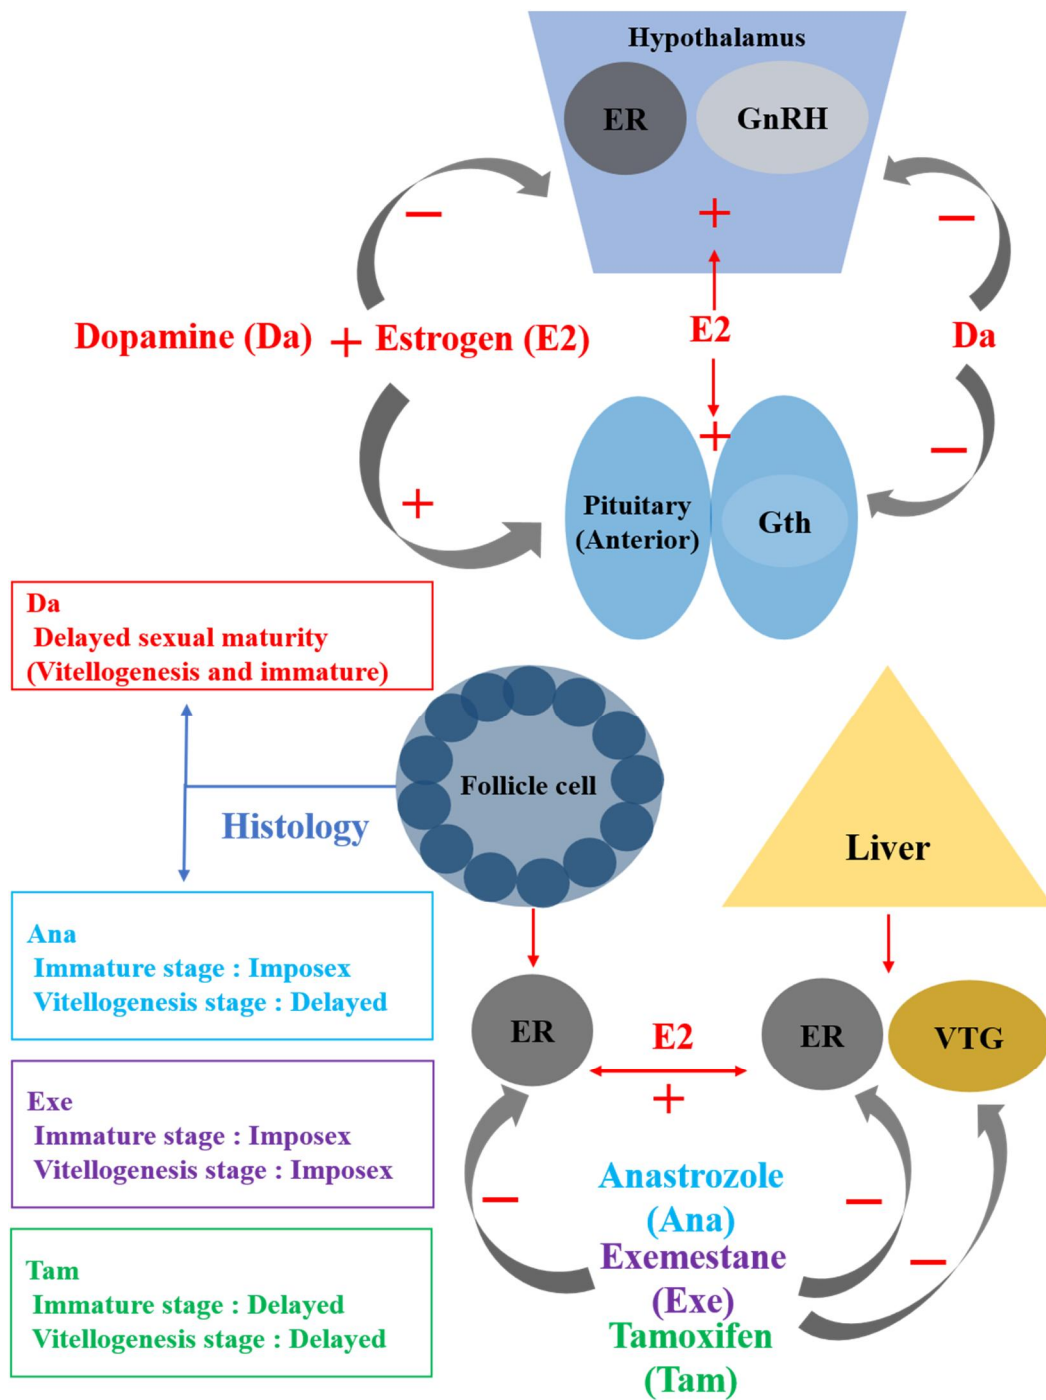 Hypothalamus
ER
GnRH
−
−
+
Dopamine (Da) + Estrogen (E2)
E2
Da
+
−
+
Pituitary
(Anterior)
Gth
Da
Delayed sexual maturity
(Vitellogenesis and immature)
Follicle cell
Histology
Liver
Ana
Immature stage : Imposex
Vitellogenesis stage : Delayed
ER
E2
+
ER
VTG
Exe
Immature stage : Imposex
Vitellogenesis stage : Imposex
−
Anastrozole
(Ana)
Exemestane
(Exe)
Tamoxifen
(Tam)
−
−
Tam
Immature stage : Delayed
Vitellogenesis stage : Delayed